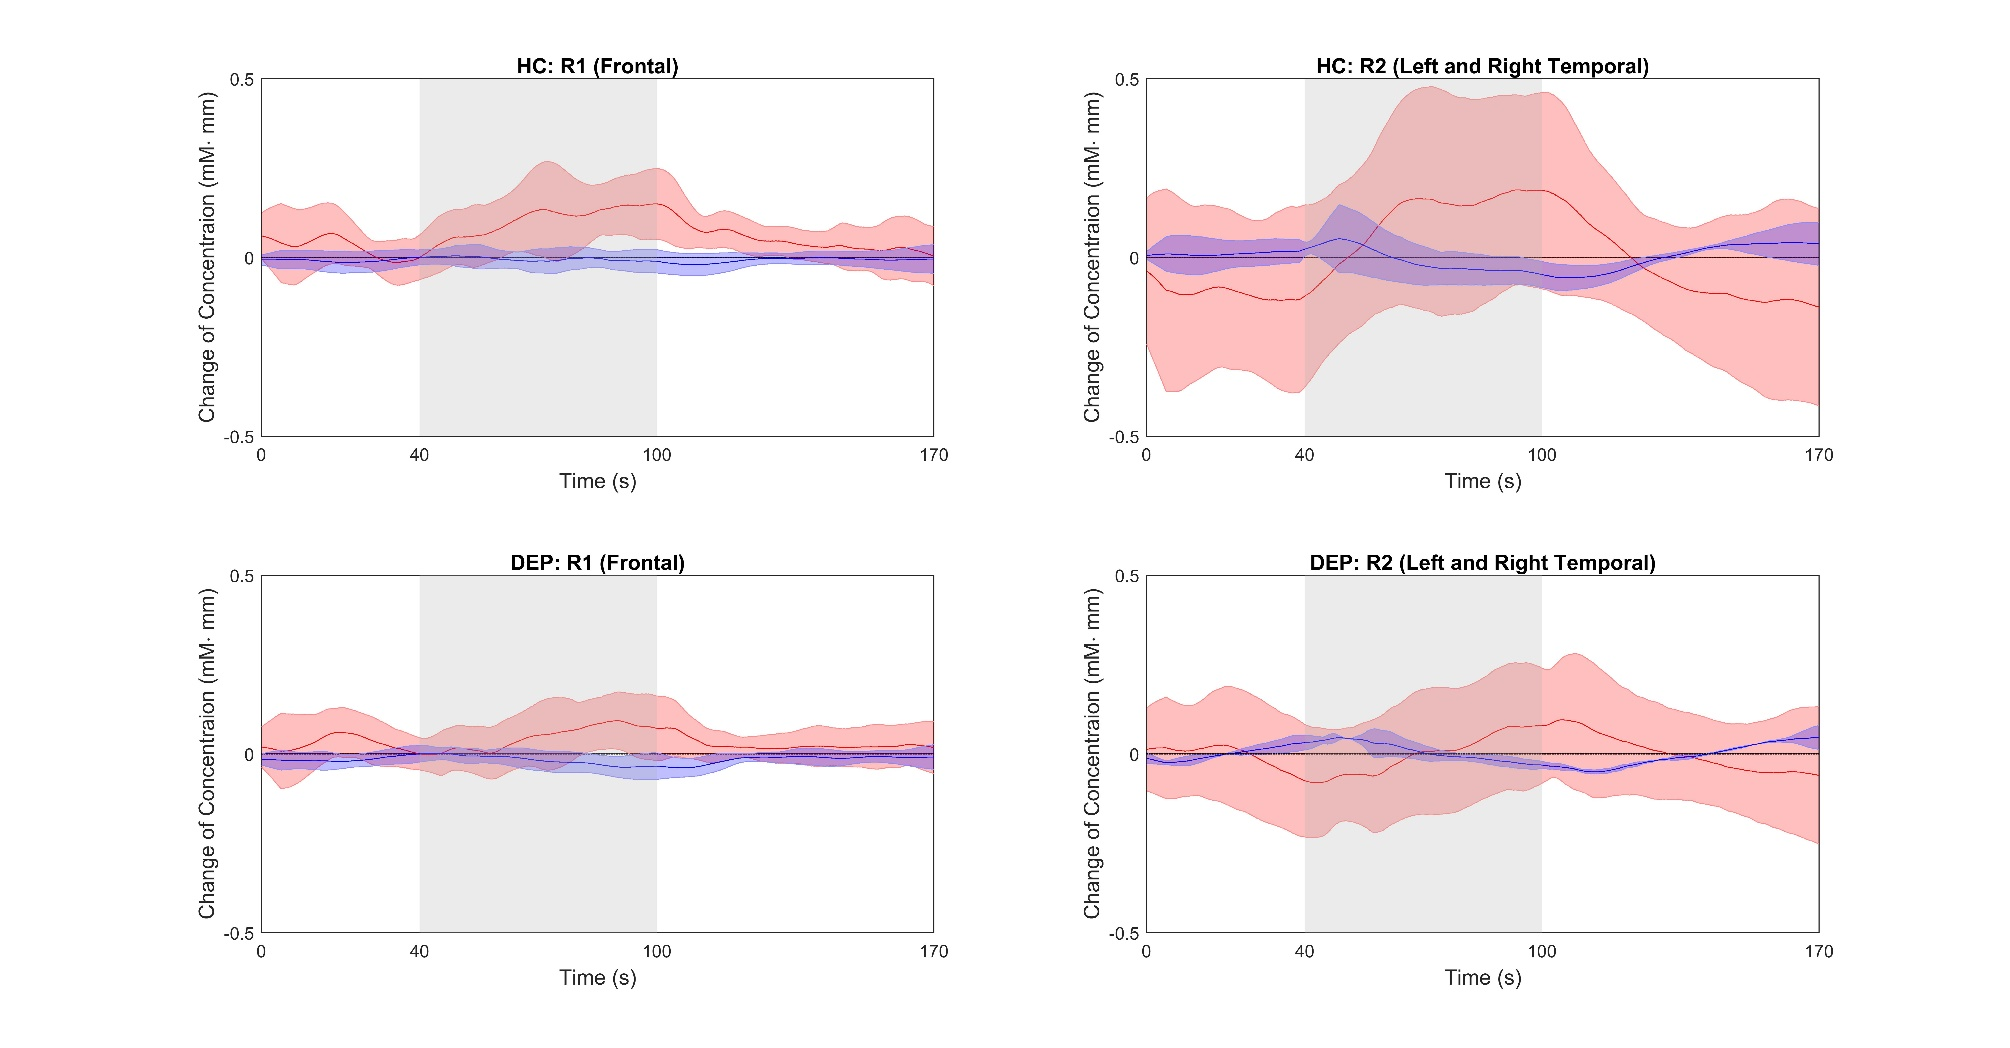 HC: R1 (Frontal)
0.5
0
-0.5
Change of Concentraion (mM· mm)
0 40 100 170
Time (s)
HC: R2 (Left and Right Temporal)
0.5
0
-0.5
Change of Concentraion (mM· mm)
0 40 100 170
Time (s)
DEP: R1 (Frontal)
0.5
0
-0.5
Change of Concentraion (mM· mm)
0 40 100 170
Time (s)
DEP: R2 (Left and Right Temporal)
0.5
0
-0.5
Change of Concentraion (mM· mm)
0 40 100 170
Time (s)